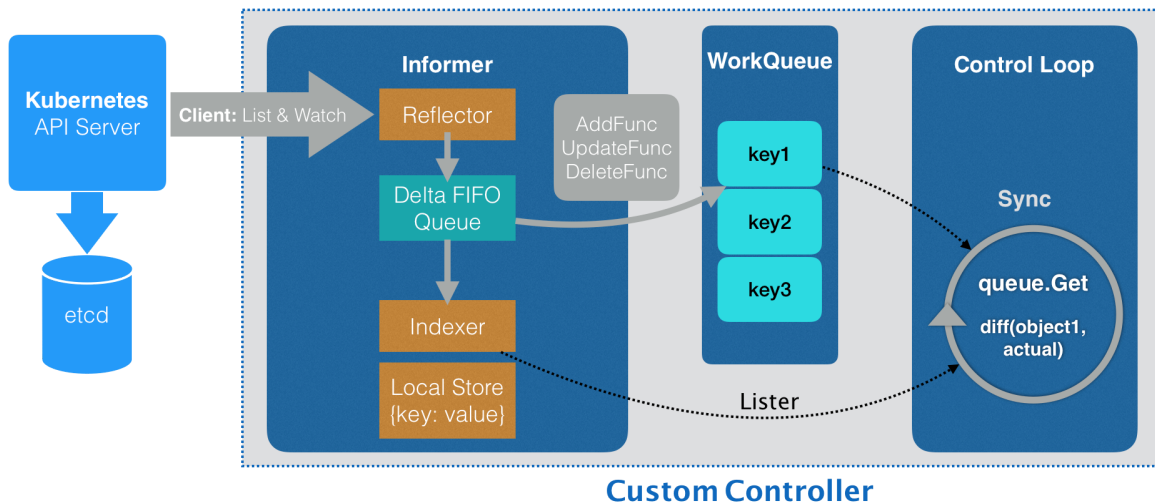 Kubernetes
API Server
etcd
Client: List & Watch
Informer
Reflector
Delta FIFO
Queue
Indexer
Local Store
{key: value}
AddFunc
UpdateFunc
DeleteFunc
WorkQueue
key1
key2
key3
Lister
Control Loop
Sync
queue.Get
diff(object1,
actual)
Custom Controller